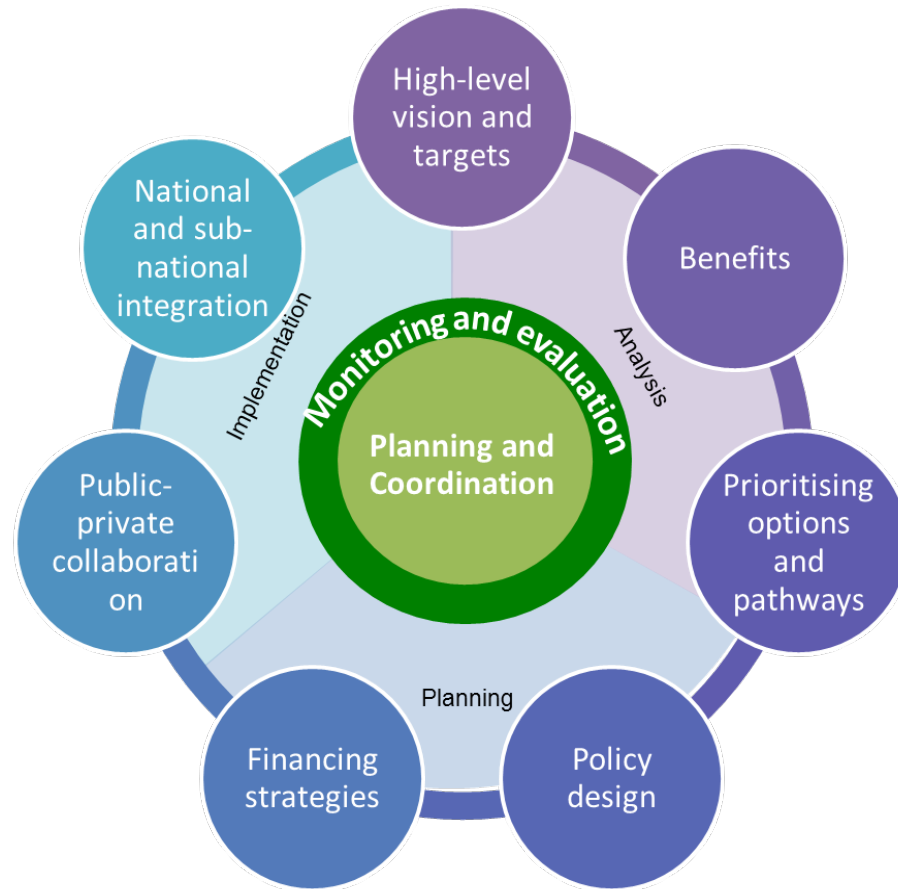 High-level
vision and
targets
National
and sub-
national
integration
Benefits
Implementation
Analysis
Monitoring and evaluation
Planning and
Coordination
Public-
private
collaborati
on
Prioritising
options
and
pathways
Planning
Financing
strategies
Policy
design